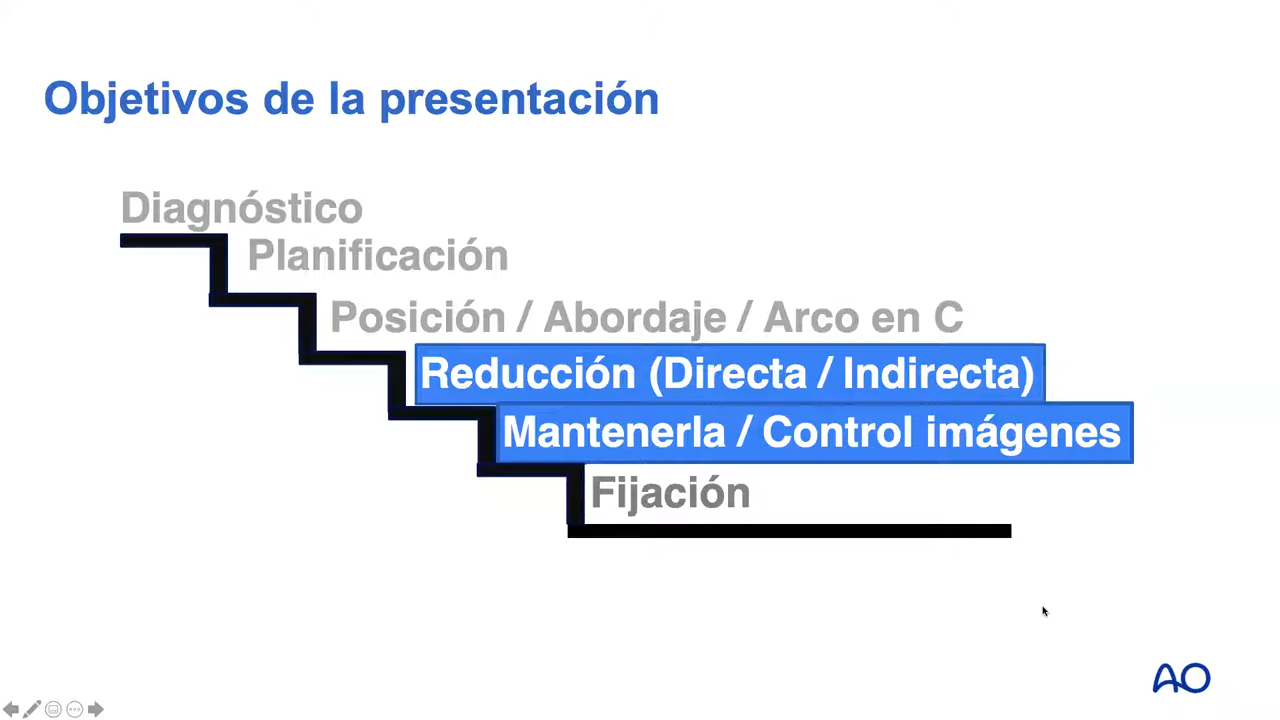 Objetivos de la presentación
Diagnóstico
Planificación
Posición / Abordaje / Arco en C
Reducción (Directa / Indirecta)
Mantenerla / Control imágenes
Fijación
AO